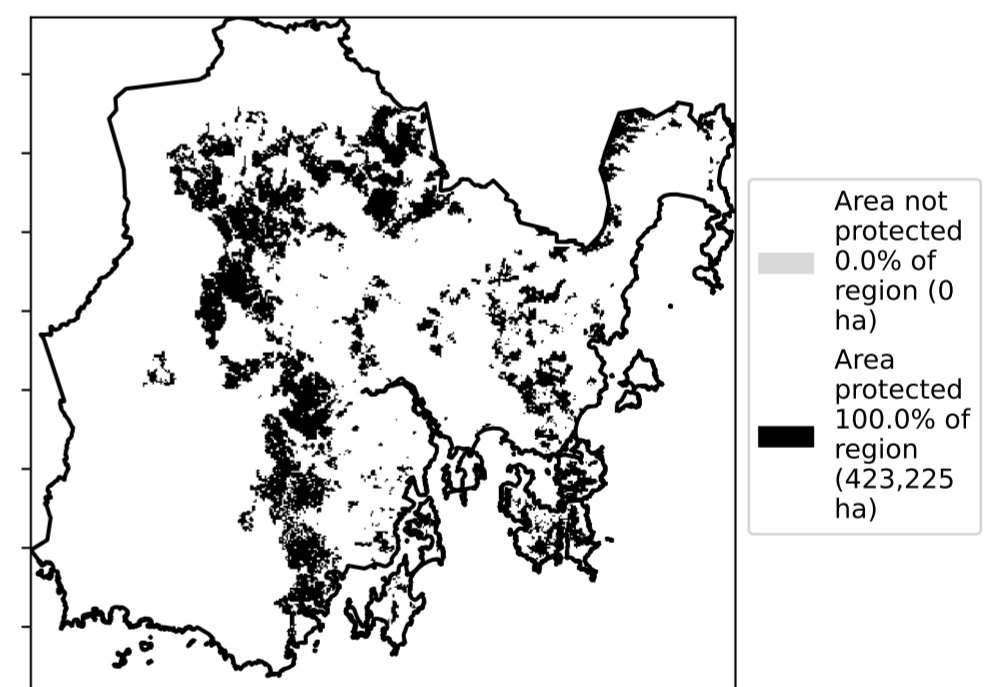 Area not
protected
0.0% of
region (0
ha)
Area
protected
100.0% of
region
(423,225
ha)